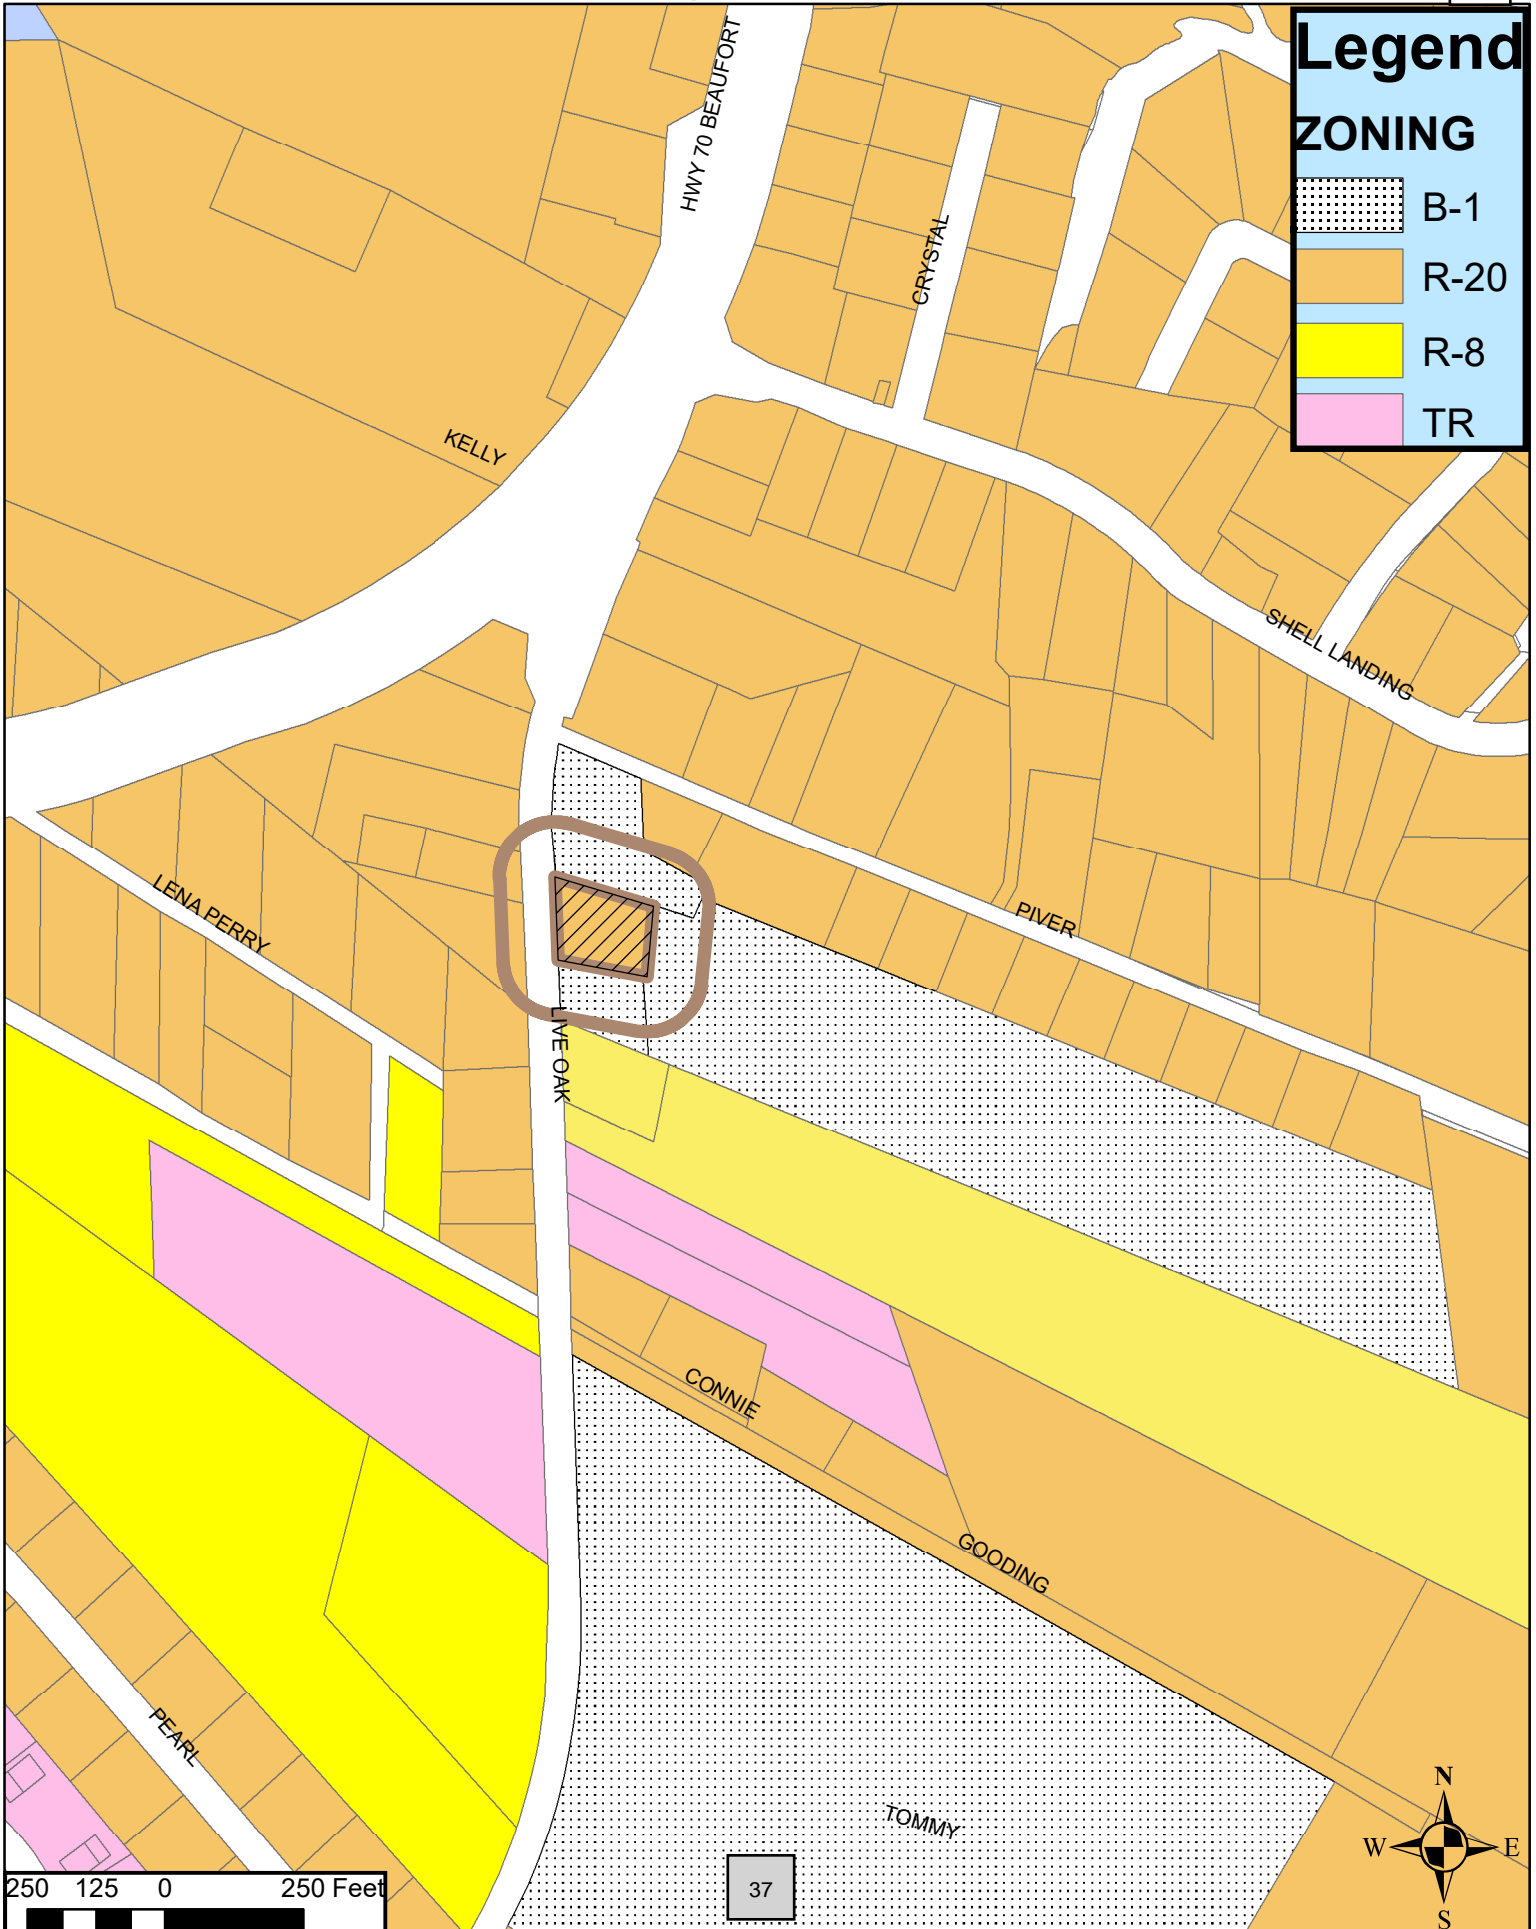 Legend
ZONING
B-1
R-20
R-8
TR
HWY 70 BEAUFORT
CRYSTAL
KELLY
SHELL LANDING
LENA PERRY
PIVER
LIVE OAK
CONNIE
GOODING
PEARL
TOMMY
N
W E
S
250 125 0 250 Feet
37